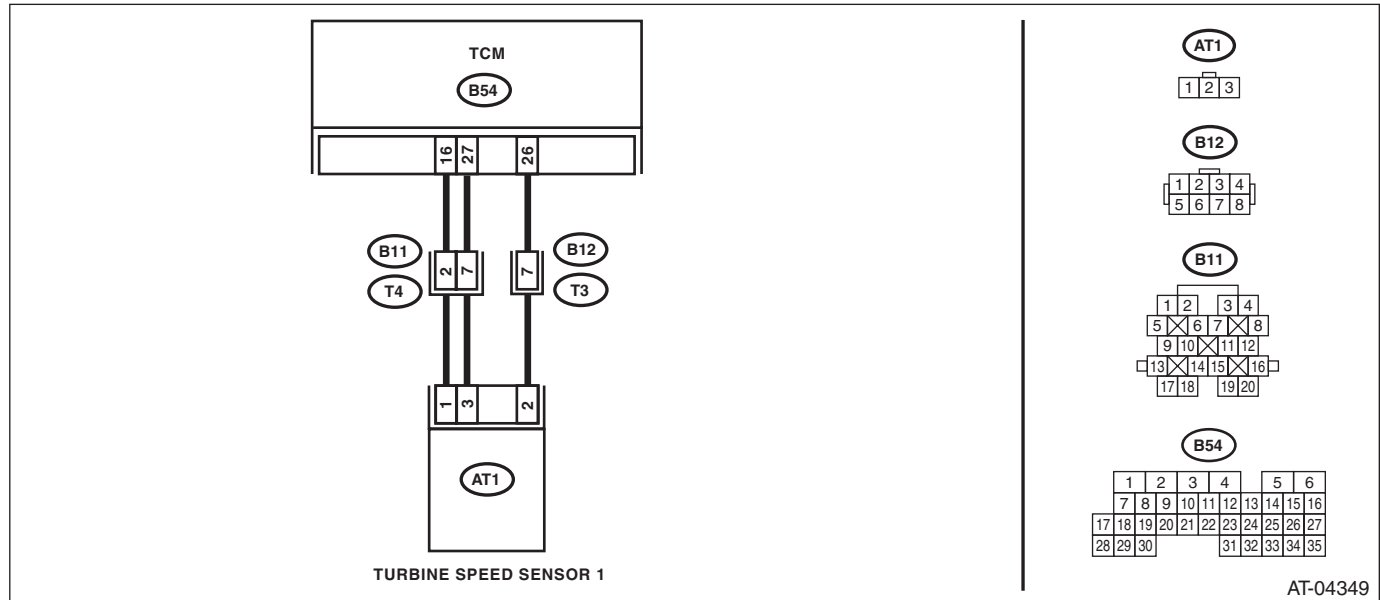 TCM
B54
16 27 26
B11 2 7 7 B12
T4 T3
1 3 2
AT1
TURBINE SPEED SENSOR 1
AT1
1 2 3
B12
1 2 3 4
5 6 7 8
B11
1 2 3 4
5 6 7 8
9 10 11 12
13 14 15 16
17 18 19 20
B54
1 2 3 4 5 6
7 8 9 10 11 12 13 14 15 16
17 18 19 20 21 22 23 24 25 26 27
28 29 30 31 32 33 34 35
AT-04349